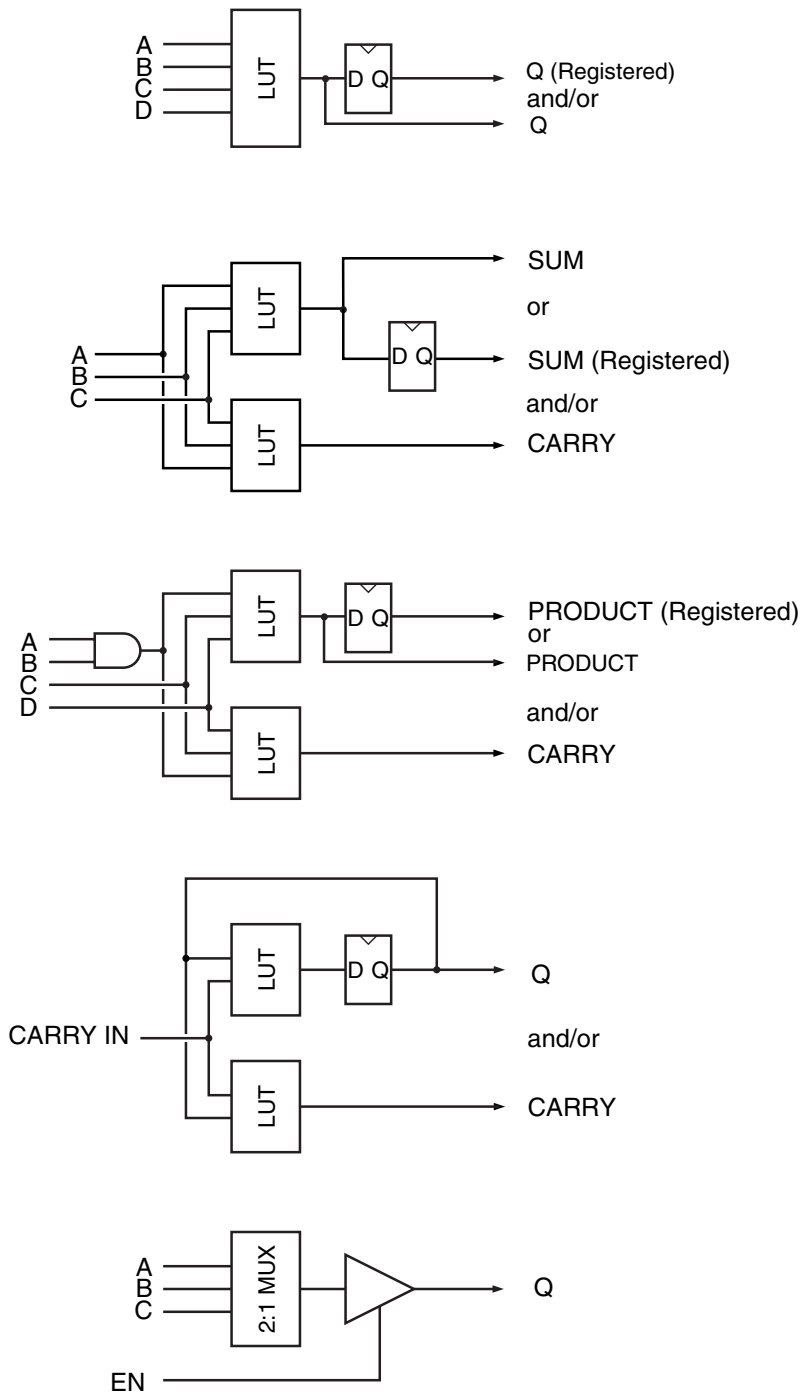 A
B
C
D
LUT
D Q
Q (Registered)
and/or
Q
A
B
C
LUT
LUT
D Q
SUM
or
SUM (Registered)
and/or
CARRY
A
B
C
D
LUT
LUT
D Q
PRODUCT (Registered)
or
PRODUCT
and/or
CARRY
CARRY IN
LUT
LUT
D Q
Q
and/or
CARRY
A
B
C
2:1 MUX
EN
Q